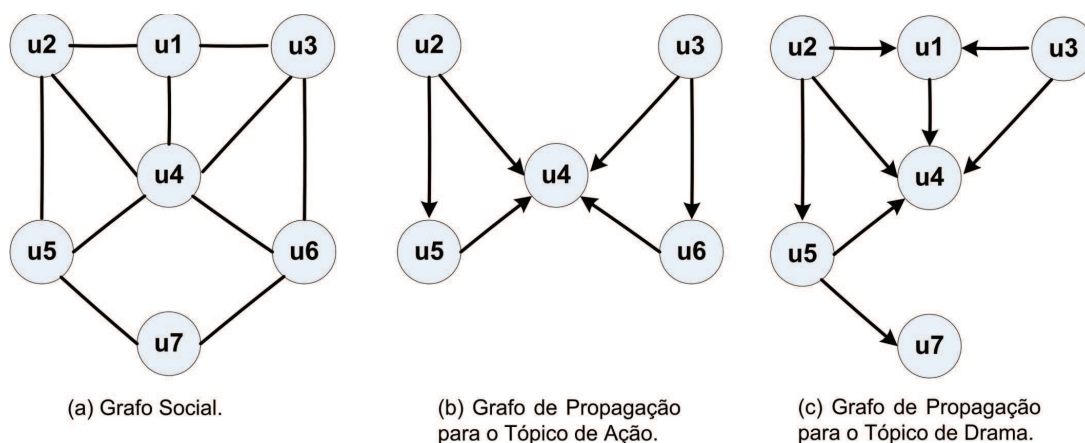 u2 u1 u3
u4
u5 u6
u7
(a) Grafo Social.
u2 u3
u4
u5 u6
(b) Grafo de Propagação
para o Tópico de Ação.
u2 u1 u3
u4
u5
u7
(c) Grafo de Propagação
para o Tópico de Drama.